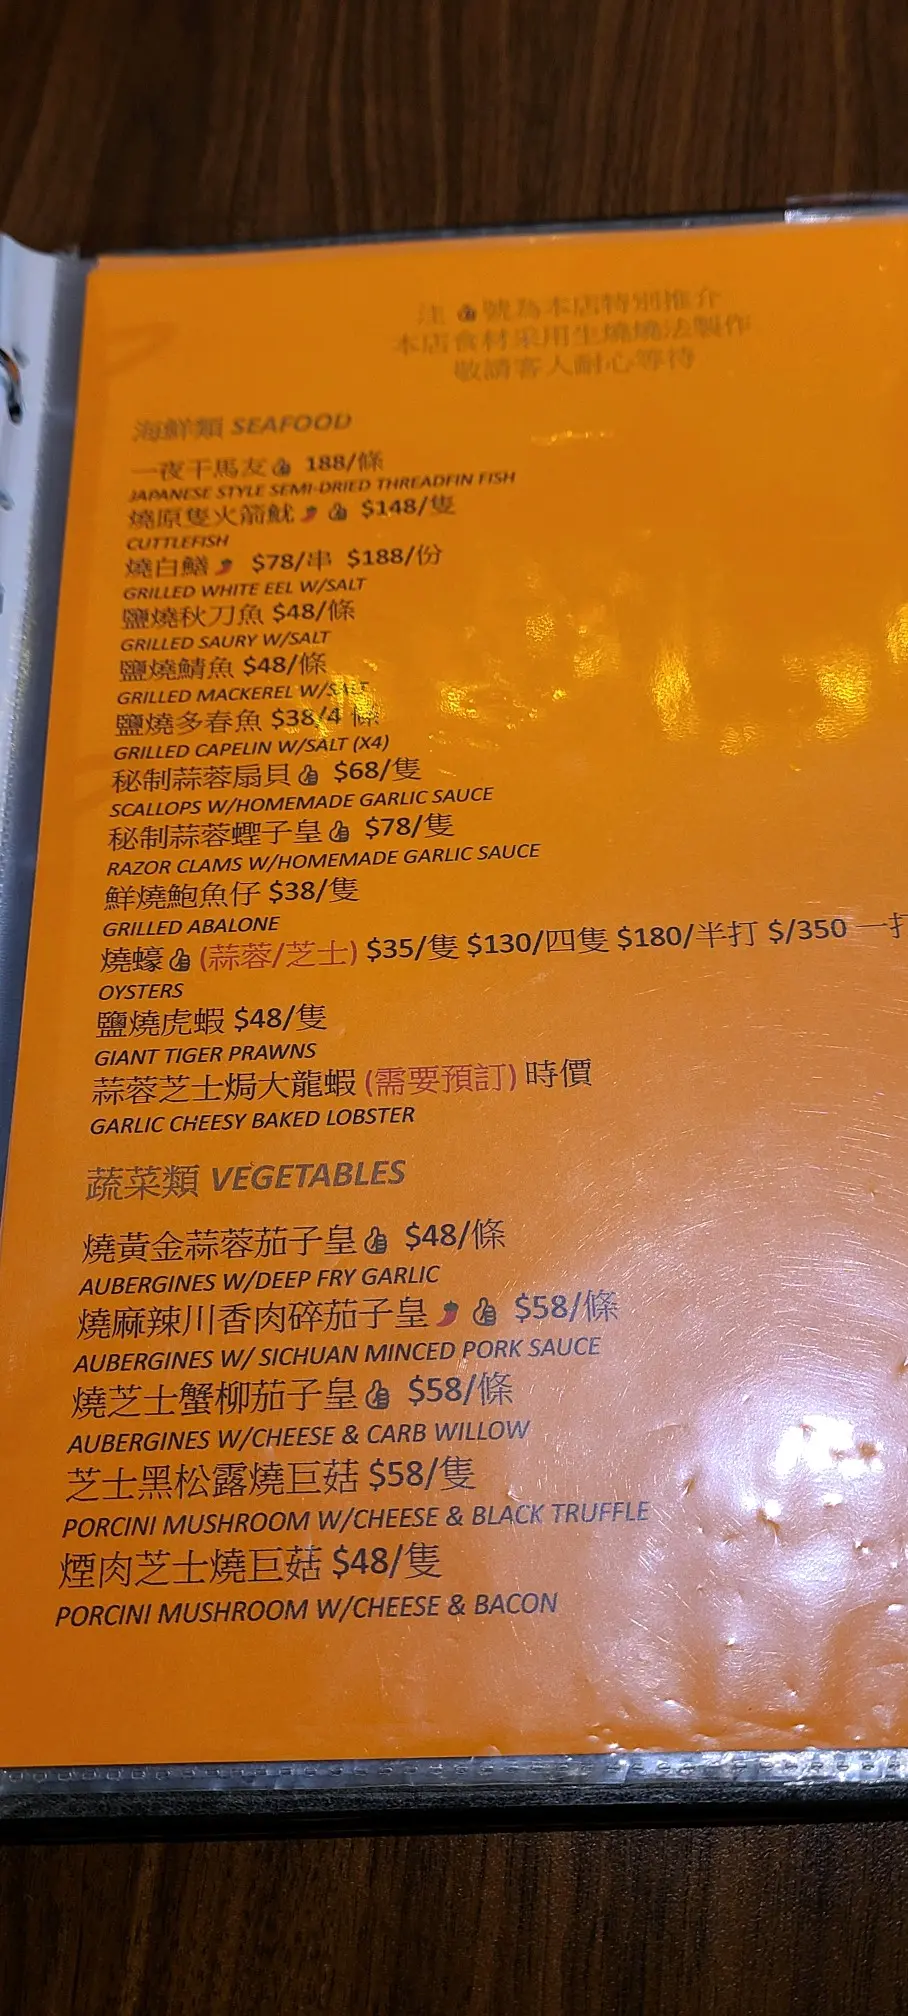 注 👍號為本店特別推介
本店食材采用生燒燒法製作
敬請客人耐心等待
海鮮類 SEAFOOD
一夜干馬友👍 188/條
JAPANESE STYLE SEMI-DRIED THREADFIN FISH
燒原隻火箭魷🌶 👍 $148/隻
CUTTLEFISH
燒白鱔🌶 $78/串 $188/份
GRILLED WHITE EEL W/SALT
鹽燒秋刀魚 $48/條
GRILLED SAURY W/SALT
鹽燒鯖魚 $48/條
GRILLED MACKEREL W/SALT
鹽燒多春魚 $38/4 條
GRILLED CAPELIN W/SALT (X4)
秘制蒜蓉扇貝👍 $68/隻
SCALLOPS W/HOMEMADE GARLIC SAUCE
秘制蒜蓉蟶子皇👍 $78/隻
RAZOR CLAMS W/HOMEMADE GARLIC SAUCE
鮮燒鮑魚仔 $38/隻
GRILLED ABALONE
燒蠔👍(蒜蓉/芝士) $35/隻 $130/四隻 $180/半打 $/350 一打
OYSTERS
鹽燒虎蝦 $48/隻
GIANT TIGER PRAWNS
蒜蓉芝士焗大龍蝦 (需要預訂) 時價
GARLIC CHEESY BAKED LOBSTER
蔬菜類 VEGETABLES
燒黃金蒜蓉茄子皇👍 $48/條
AUBERGINES W/DEEP FRY GARLIC
燒麻辣川香肉碎茄子皇🌶 👍 $58/條
AUBERGINES W/ SICHUAN MINCED PORK SAUCE
燒芝士蟹柳茄子皇👍 $58/條
AUBERGINES W/CHEESE & CARB WILLOW
芝士黑松露燒巨菇 $58/隻
PORCINI MUSHROOM W/CHEESE & BLACK TRUFFLE
煙肉芝士燒巨菇 $48/隻
PORCINI MUSHROOM W/CHEESE & BACON